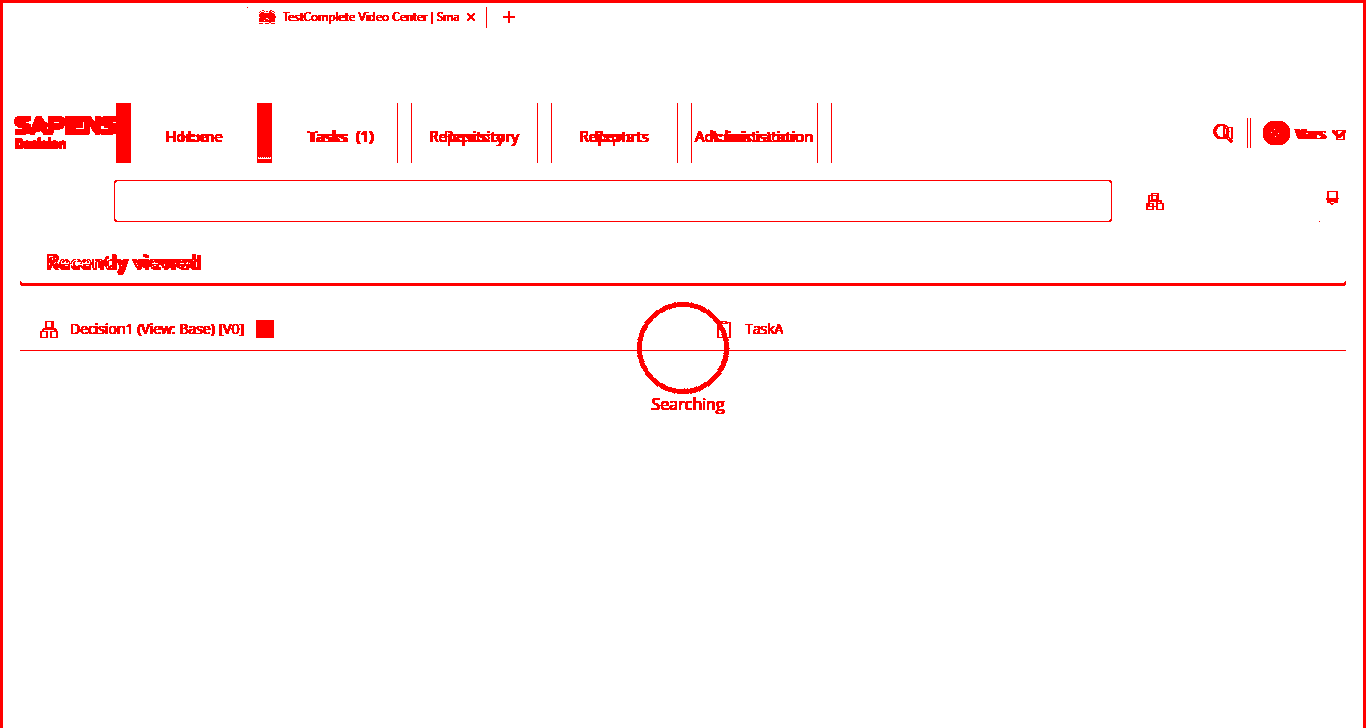 TestComplete Video Center | Sma
SAPIENS
Decision
Home
Tasks (1)
Repository
Reports
Administration
Recently viewed
Decision1 (View: Base) [V0]
TaskA
Searching